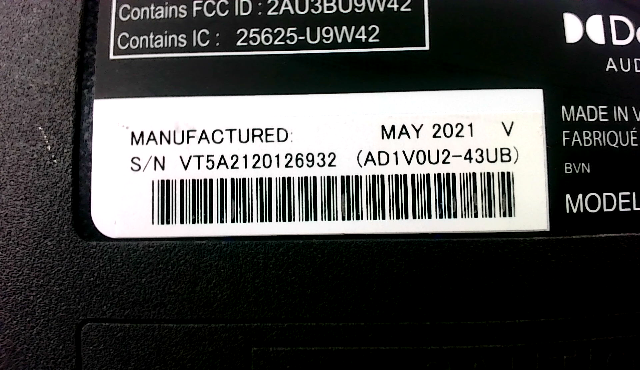 Contains FCC ID : 2AU3BU9W42
Contains IC : 25625-U9W42
MANUFACTURED: MAY 2021 V
S/N VT5A2120126932 (AD1V0U2-43UB)
AUD
MADE IN V
FABRIQUÉ
BVN
MODEL